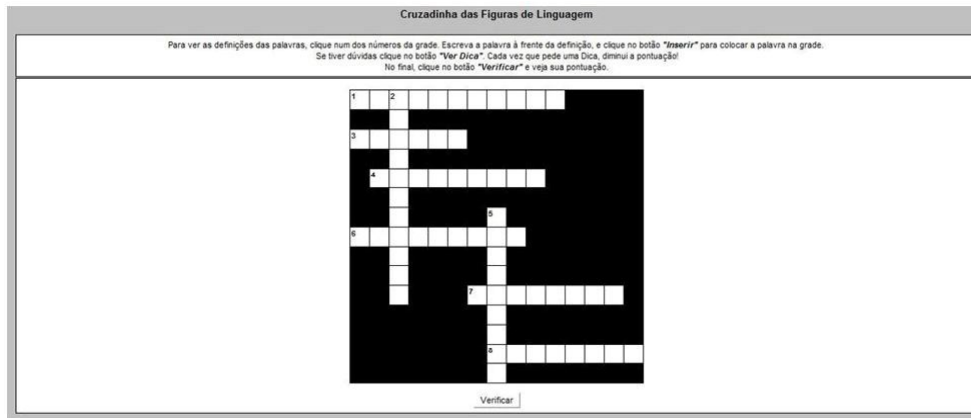 Cruzadinha das Figuras de Linguagem
Para ver as definições das palavras, clique num dos números da grade. Escreva a palavra à frente da definição, e clique no botão "Inserir" para colocar a palavra na grade.
Se tiver dúvidas clique no botão "Ver Dica". Cada vez que pede uma Dica, diminui a pontuação!
No final, clique no botão "Verificar" e veja sua pontuação.
1 2
3
4
5
6
7
8
Verificar